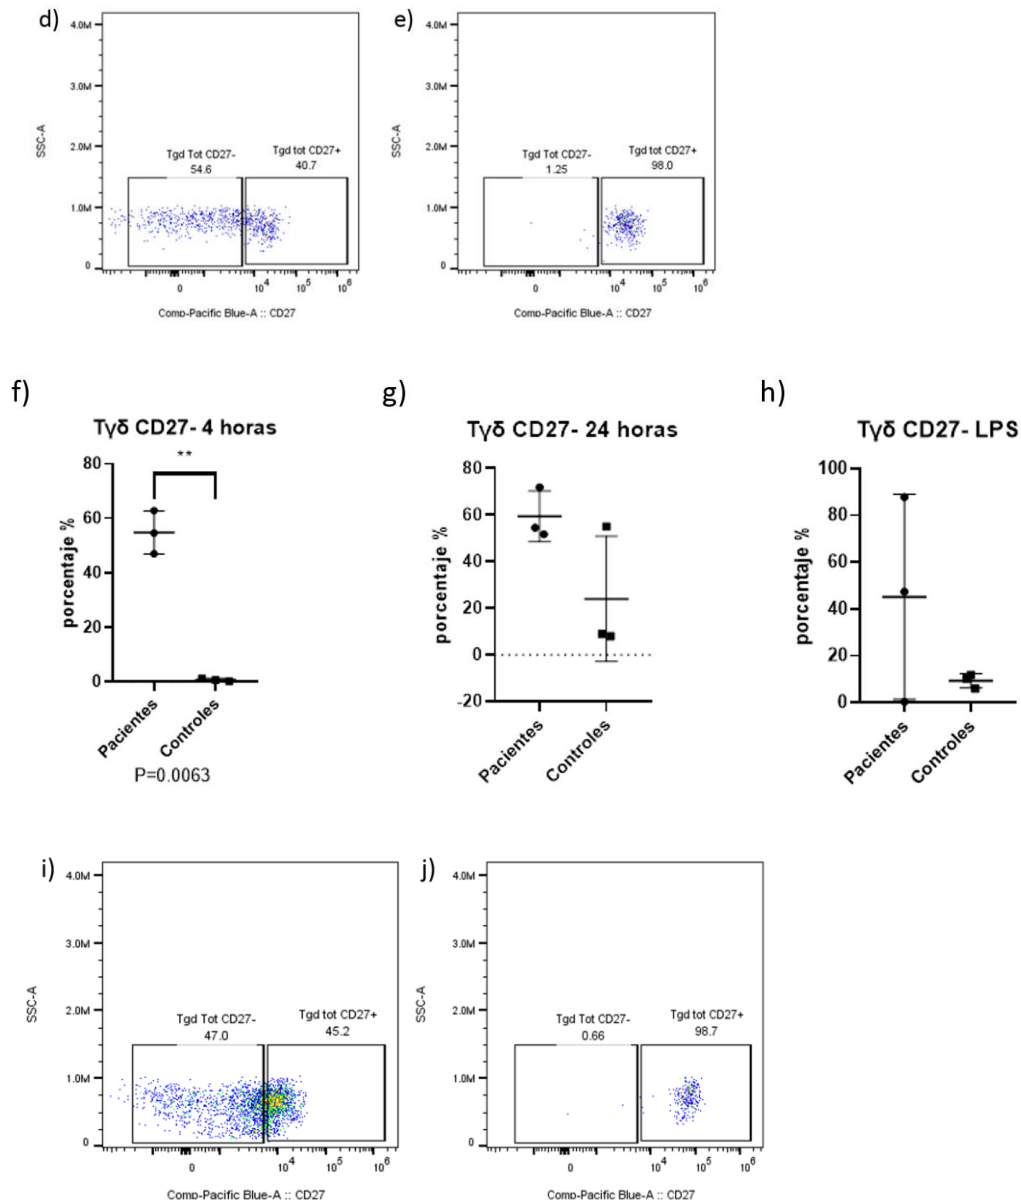 d)
4.0M
3.0M
2.0M
1.0M
0
SSC-A
Tgd Tot CD27-
54.6
Tgd tot CD27+
40.7
0
10^4
10^5
10^6
Comp-Pacific Blue-A :: CD27
e)
4.0M
3.0M
2.0M
1.0M
0
SSC-A
Tgd Tot CD27-
1.25
Tgd tot CD27+
98.0
0
10^4
10^5
10^6
Comp-Pacific Blue-A :: CD27
f)
Tγδ CD27- 4 horas
**
80
60
40
20
0
porcentaje %
Pacientes
Controles
P=0.0063
g)
Tγδ CD27- 24 horas
80
60
40
20
0
-20
porcentaje %
Pacientes
Controles
h)
Tγδ CD27- LPS
100
80
60
40
20
0
porcentaje %
Pacientes
Controles
i)
4.0M
3.0M
2.0M
1.0M
0
SSC-A
Tgd Tot CD27-
47.0
Tgd tot CD27+
45.2
0
10^4
10^5
10^6
Comp-Pacific Blue-A :: CD27
j)
4.0M
3.0M
2.0M
1.0M
0
SSC-A
Tgd Tot CD27-
0.66
Tgd tot CD27+
98.7
0
10^4
10^5
10^6
Comp-Pacific Blue-A :: CD27